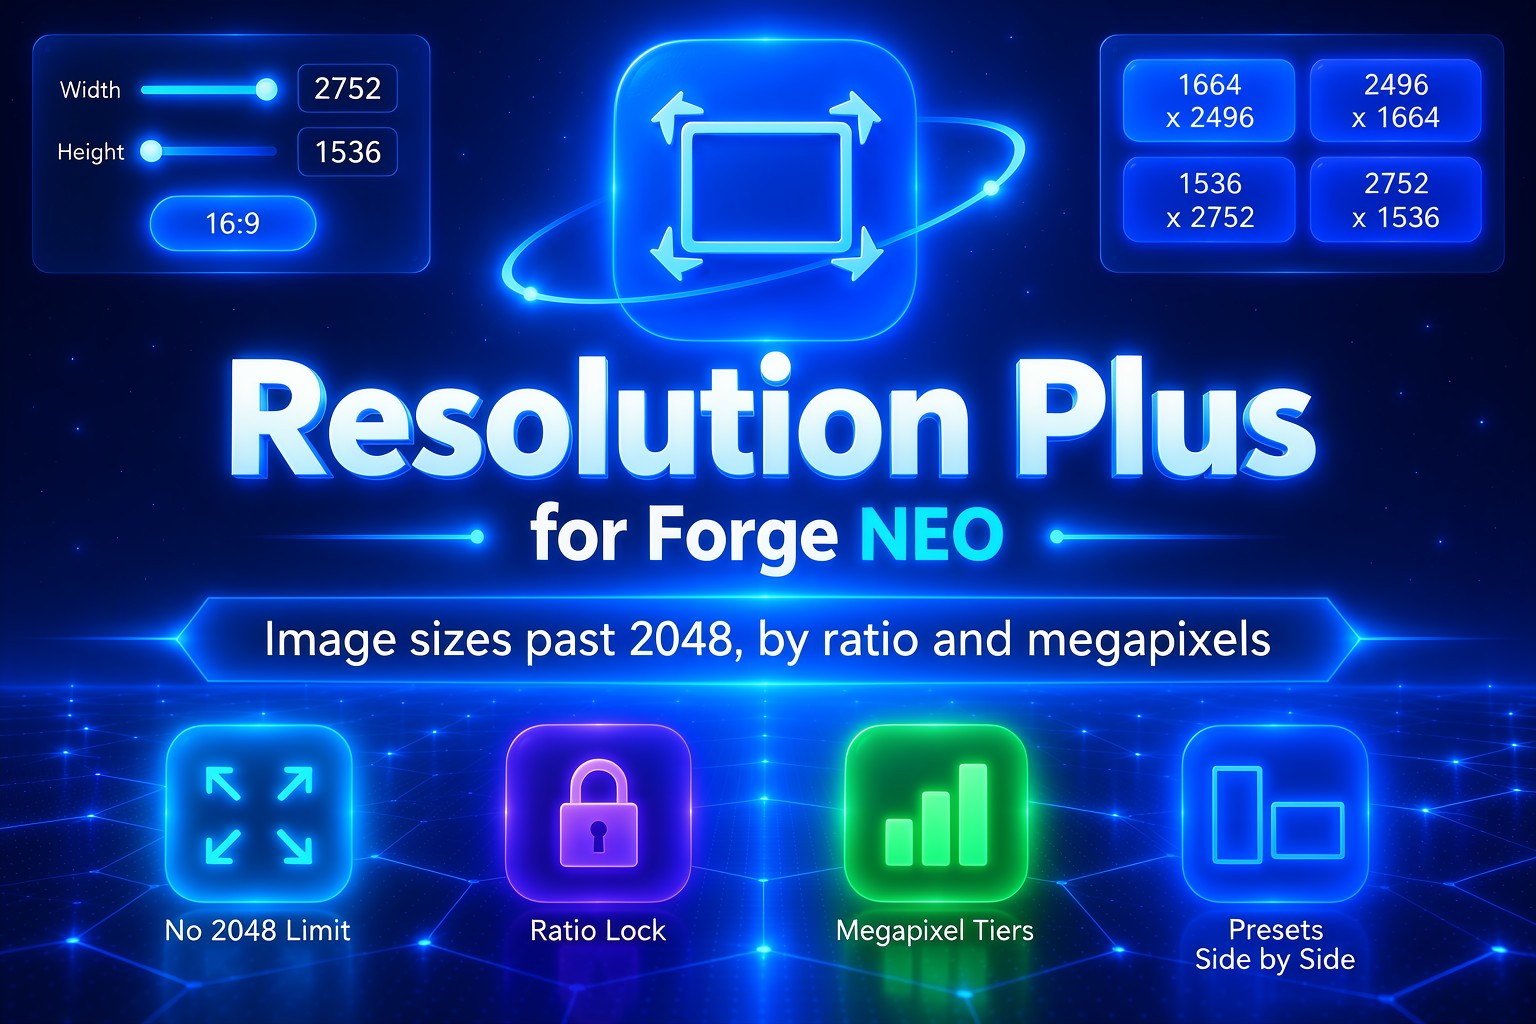 Width 2752
Height 1536
16:9
1664
x 2496
2496
x 1664
1536
x 2752
2752
x 1536
Resolution Plus
for Forge NEO
Image sizes past 2048, by ratio and megapixels
No 2048 Limit
Ratio Lock
Megapixel Tiers
Presets
Side by Side